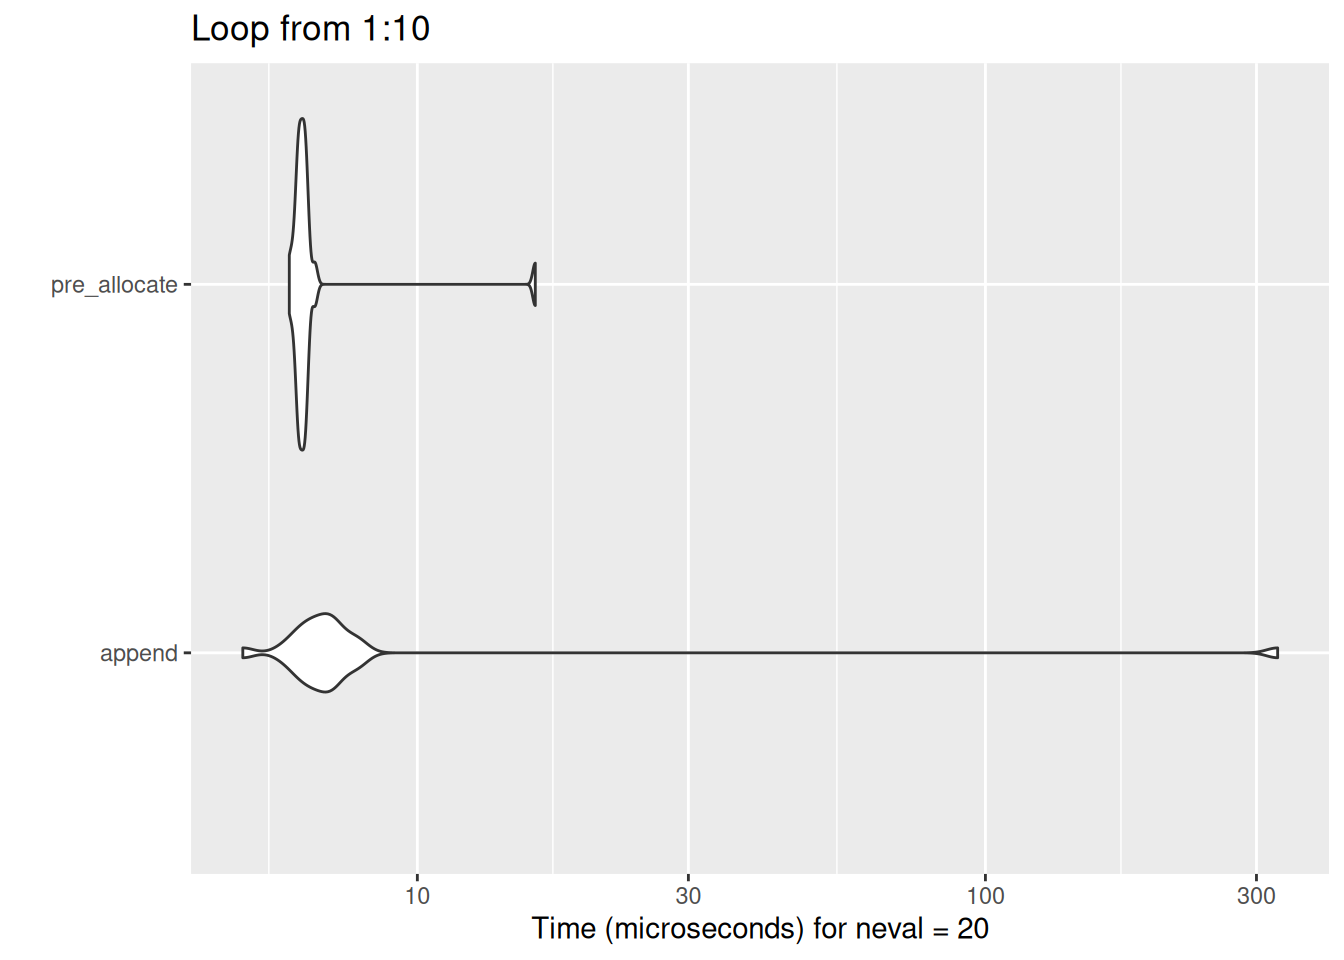 Loop from 1:10
pre_allocate
append
10
30
100
300
Time (microseconds) for neval = 20